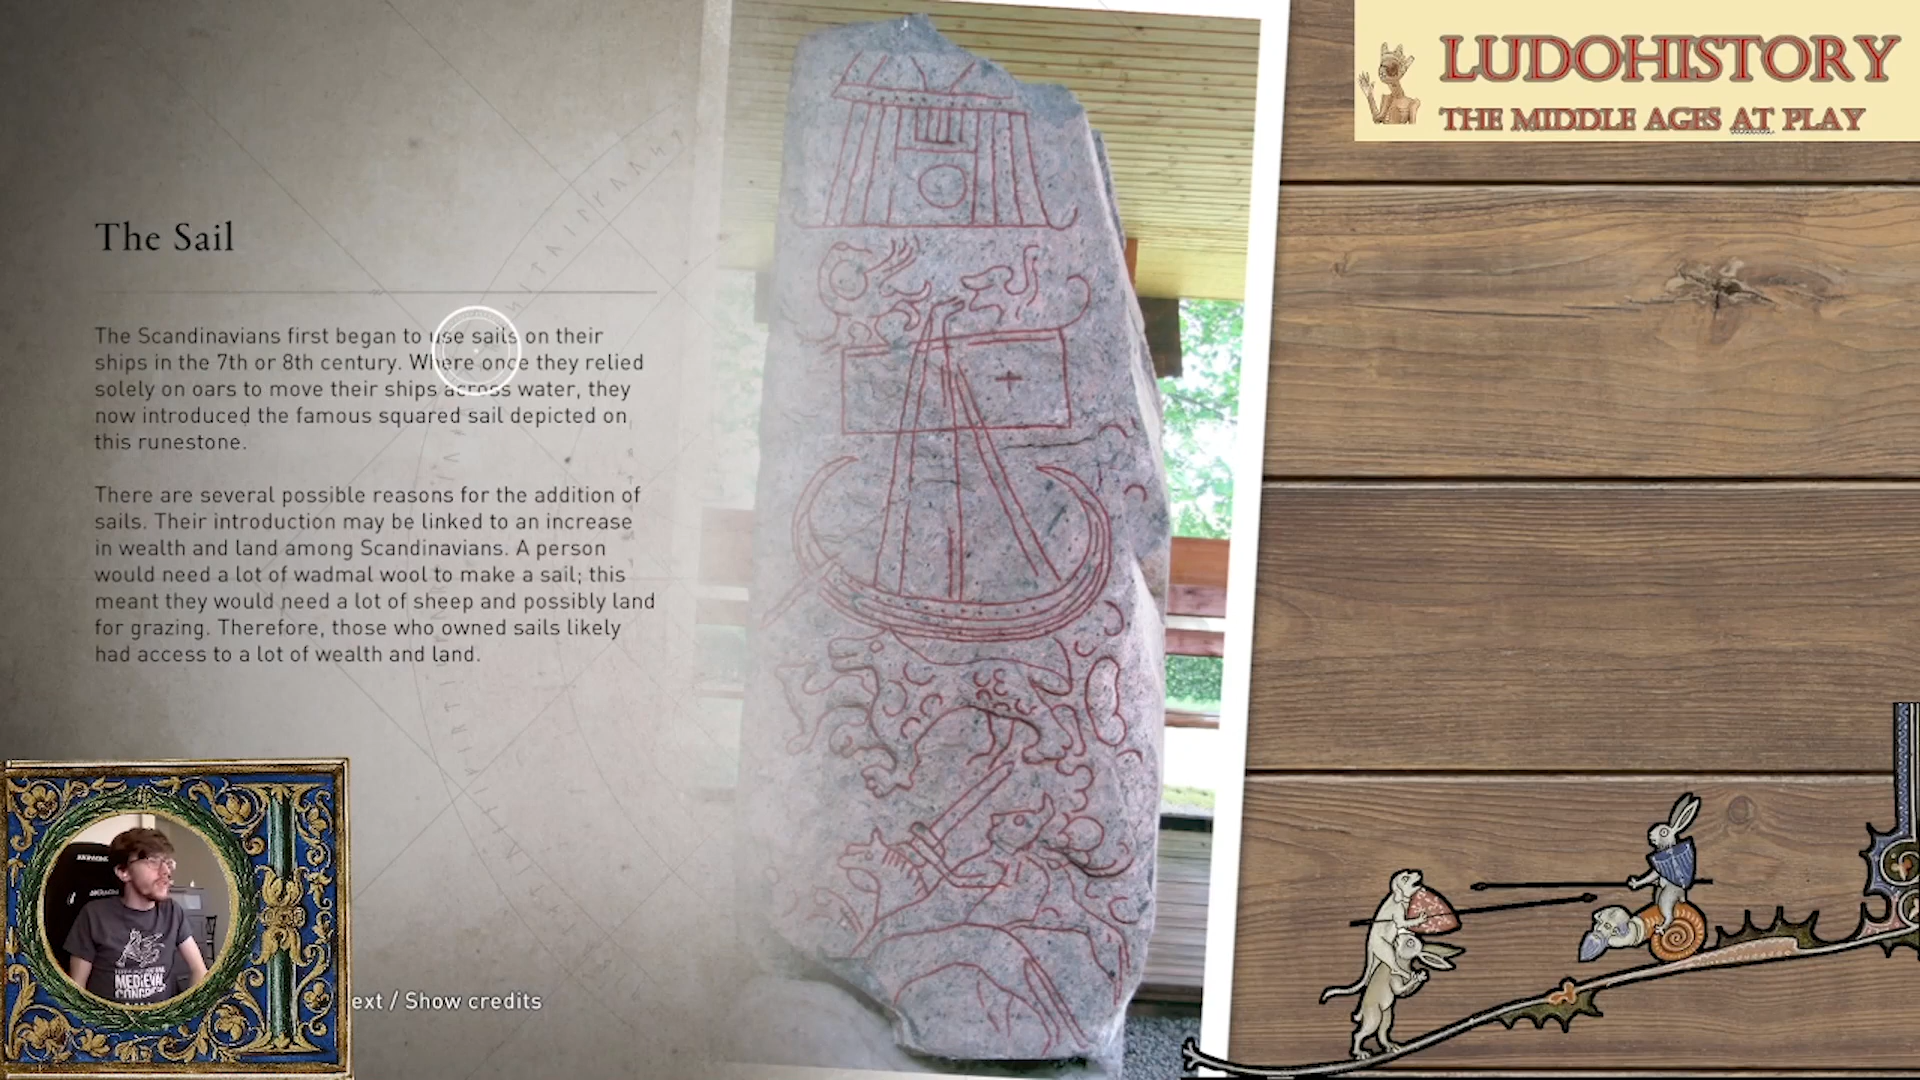 LUDOHISTORY
THE MIDDLE AGES AT PLAY
The Sail
The Scandinavians first began to use sails on their
ships in the 7th or 8th century. Where once they relied
solely on oars to move their ships across water, they
now introduced the famous squared sail depicted on
this runestone.
There are several possible reasons for the addition of
sails. Their introduction may be linked to an increase
in wealth and land among Scandinavians. A person
would need a lot of wadmal wool to make a sail; this
meant they would need a lot of sheep and possibly land
for grazing. Therefore, those who owned sails likely
had access to a lot of wealth and land.
ext / Show credits
MEDIEVAL